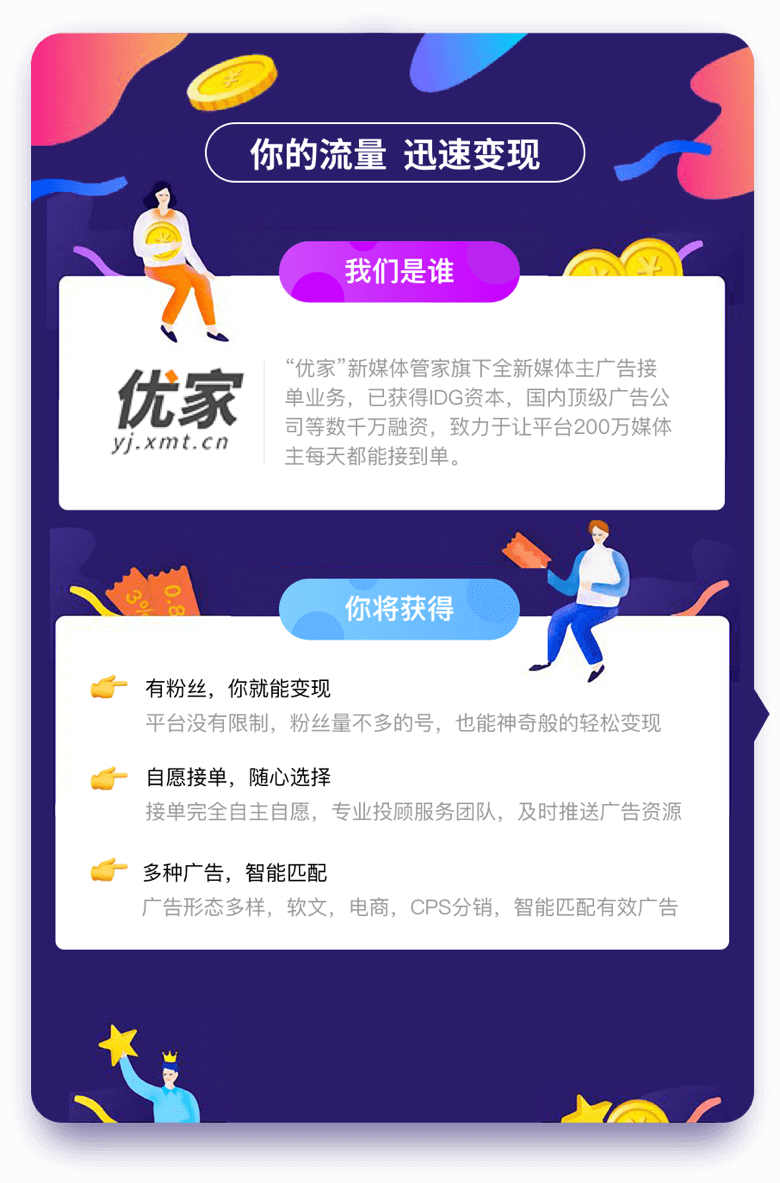 你的流量 迅速变现
我们是谁
优家
yj.xmt.cn
“优家”新媒体管家旗下全新媒体主广告接
单业务，已获得IDG资本，国内顶级广告公
司等数千万融资，致力于让平台200万媒体
主每天都能接到单。
3%
0.8
你将获得
有粉丝，你就能变现
平台没有限制，粉丝量不多的号，也能神奇般的轻松变现
自愿接单，随心选择
接单完全自主自愿，专业投顾服务团队，及时推送广告资源
多种广告，智能匹配
广告形态多样，软文，电商，CPS分销，智能匹配有效广告